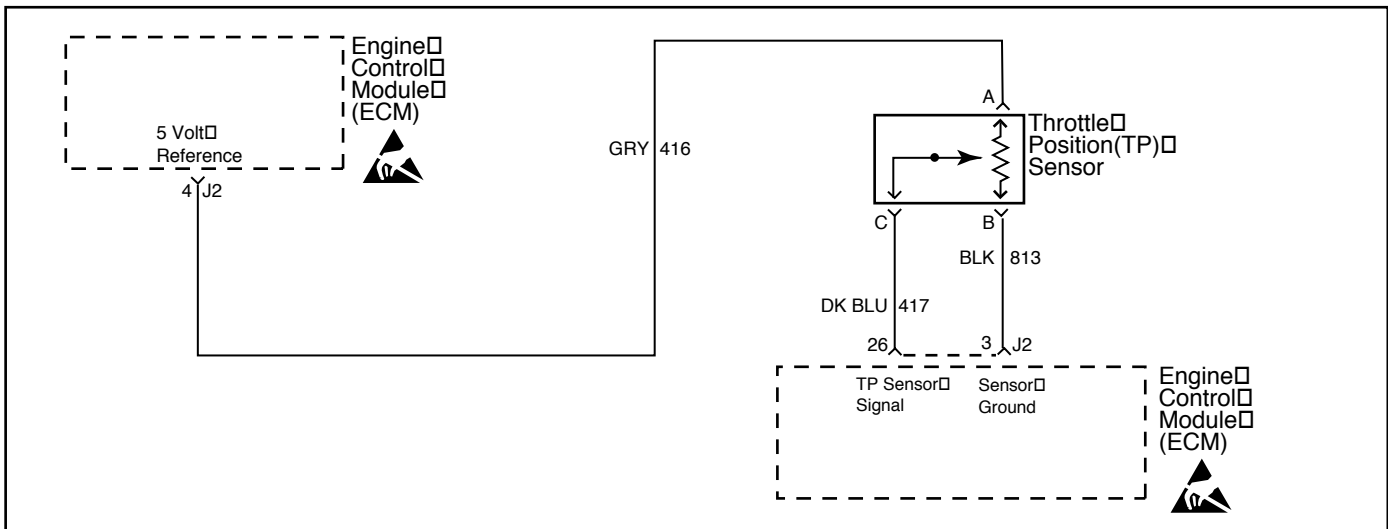 Engine
Control
Module
(ECM)
5 Volt
Reference
4 J2
GRY 416
A
Throttle
Position(TP)
Sensor
C B
BLK 813
DK BLU 417
26 3 J2
TP Sensor
Signal
Sensor
Ground
Engine
Control
Module
(ECM)